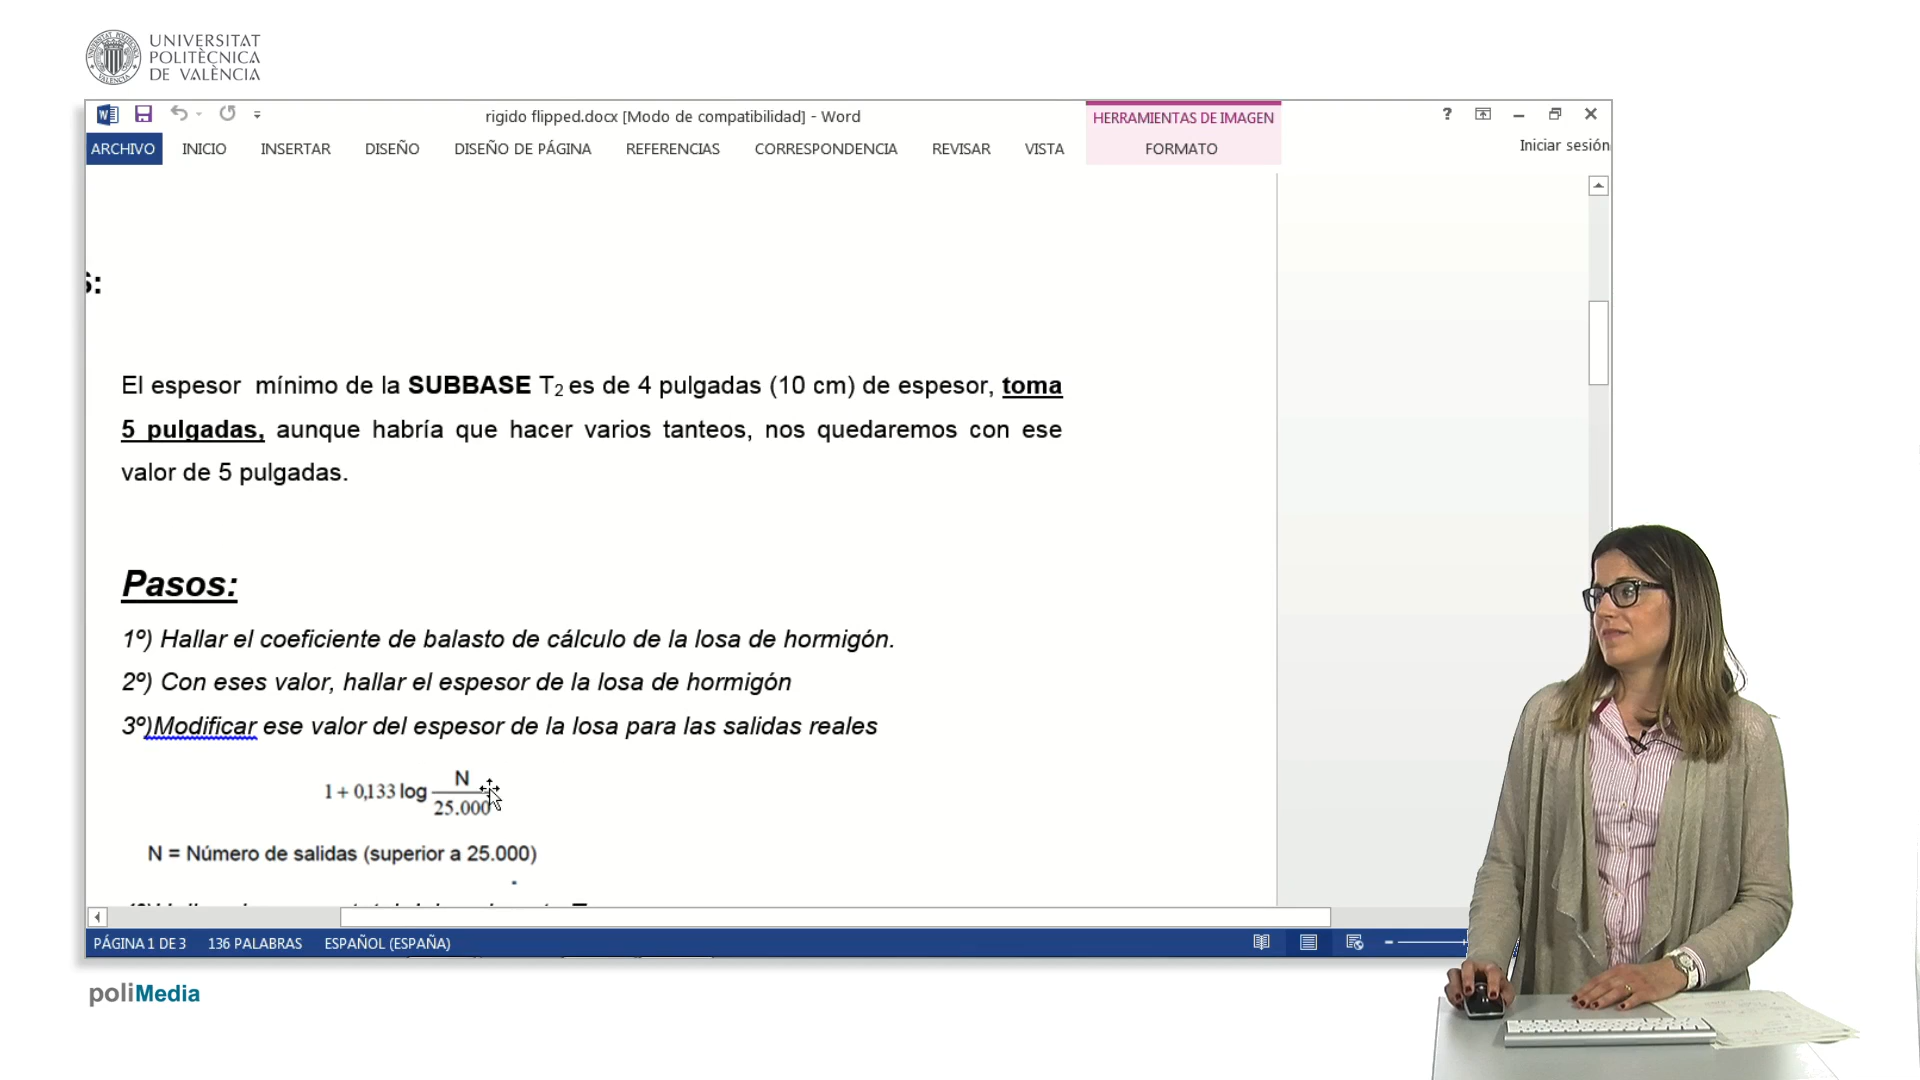 UNIVERSITAT
POLITÈCNICA
DE VALÈNCIA
rigido flipped.docx [Modo de compatibilidad] - Word
HERRAMIENTAS DE IMAGEN
?
Iniciar sesión
ARCHIVO INICIO INSERTAR DISEÑO DISEÑO DE PÁGINA REFERENCIAS CORRESPONDENCIA REVISAR VISTA FORMATO
S:
El espesor mínimo de la SUBBASE T2 es de 4 pulgadas (10 cm) de espesor, toma
5 pulgadas, aunque habría que hacer varios tanteos, nos quedaremos con ese
valor de 5 pulgadas.
Pasos:
1º) Hallar el coeficiente de balasto de cálculo de la losa de hormigón.
2º) Con eses valor, hallar el espesor de la losa de hormigón
3º)Modificar ese valor del espesor de la losa para las salidas reales
1 + 0,133 log N / 25.000
N = Número de salidas (superior a 25.000)
PÁGINA 1 DE 3 136 PALABRAS ESPAÑOL (ESPAÑA)
poliMedia